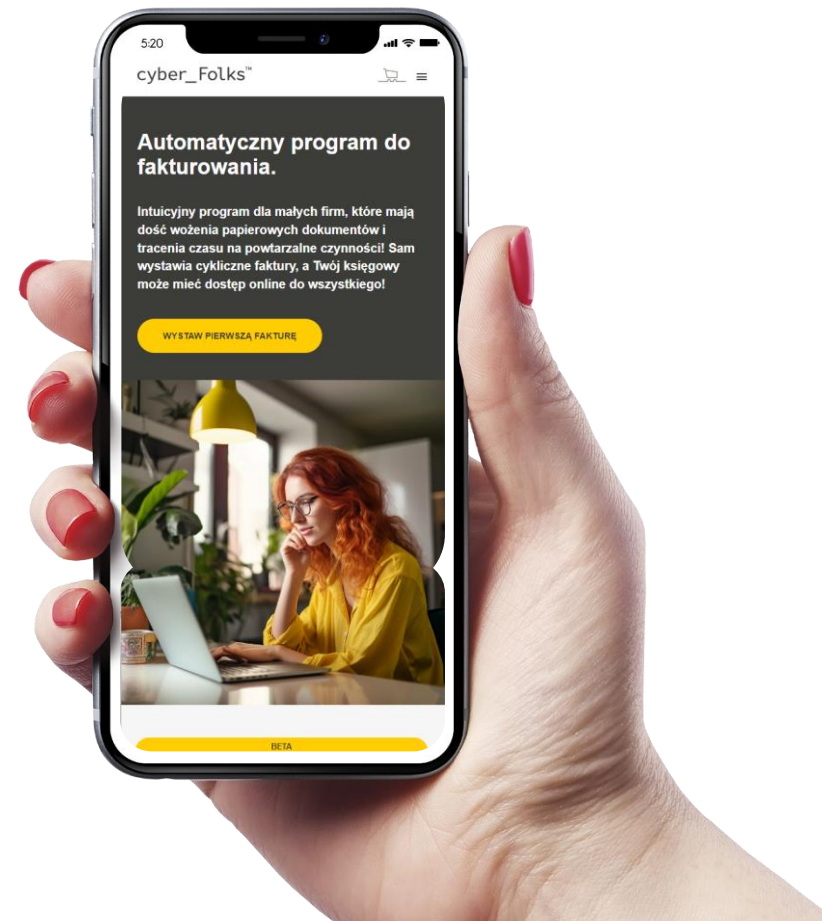 5:20
cyber_Folks™
Automatyczny program do
fakturowania.
Intuicyjny program dla małych firm, które mają
dość wożenia papierowych dokumentów i
tracenia czasu na powtarzalne czynności! Sam
wystawia cykliczne faktury, a Twój księgowy
może mieć dostęp online do wszystkiego!
WYSTAW PIERWSZĄ FAKTURĘ
BETA